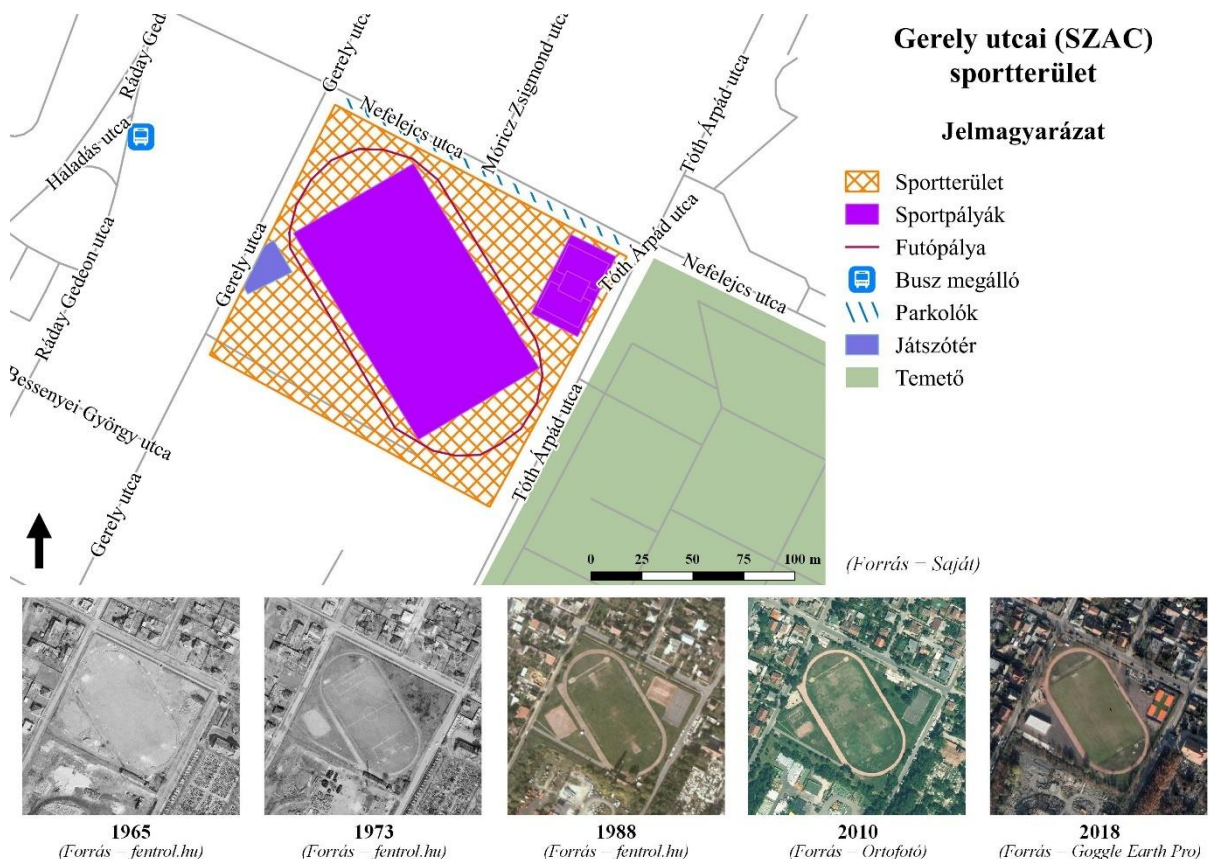 Gerely utcai (SZAC)
sportterület
Jelmagyarázat
Sportterület
Sportpályák
Futópálya
Busz megálló
Parkolók
Játszótér
Temető
(Forrás – Saját)
Ráday-Ged
Haladás-utca
Ráday-Gedeon-utca
Bessenyei-György-utca
Gerely utca
Gerely-utca
Gerely-utca
Nefelejcs-utca
Móricz-Zsigmond-utca
Tóth-Árpád-utca
Tóth Árpád utca
Tóth Árpád utca
Nefelejcs-utca
0 25 50 75 100 m
1965
(Forrás – fentrol.hu)
1973
(Forrás – fentrol.hu)
1988
(Forrás – fentrol.hu)
2010
(Forrás – Ortofotó)
2018
(Forrás – Goggle Earth Pro)